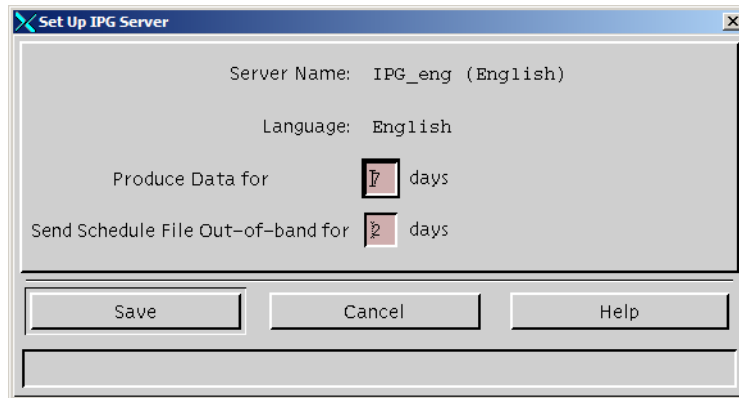 Set Up IPG Server
Server Name: IPG_eng (English)
Language: English
Produce Data for 7 days
Send Schedule File Out-of-band for 2 days
Save Cancel Help